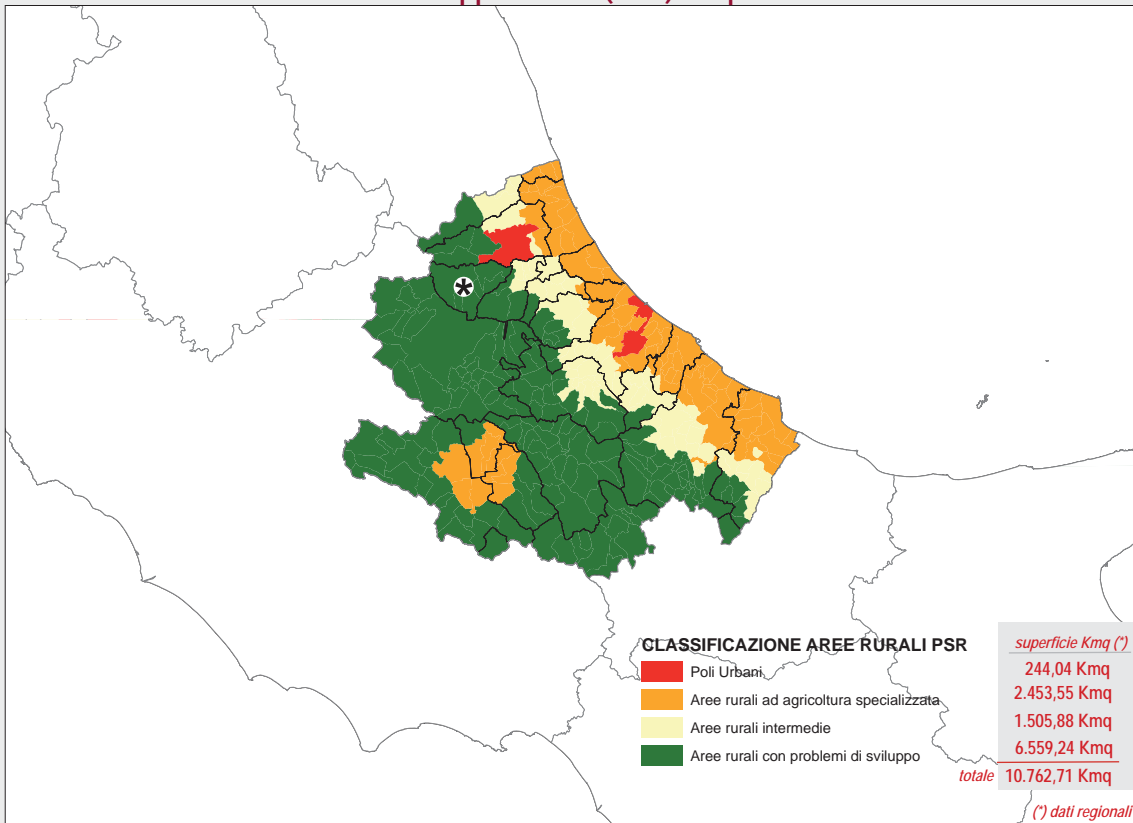 CLASSIFICAZIONE AREE RURALI PSR
superficie Kmq (*)
Poli Urbani
244,04 Kmq
Aree rurali ad agricoltura specializzata
2.453,55 Kmq
Aree rurali intermedie
1.505,88 Kmq
Aree rurali con problemi di sviluppo
6.559,24 Kmq
totale 10.762,71 Kmq
(*) dati regionali